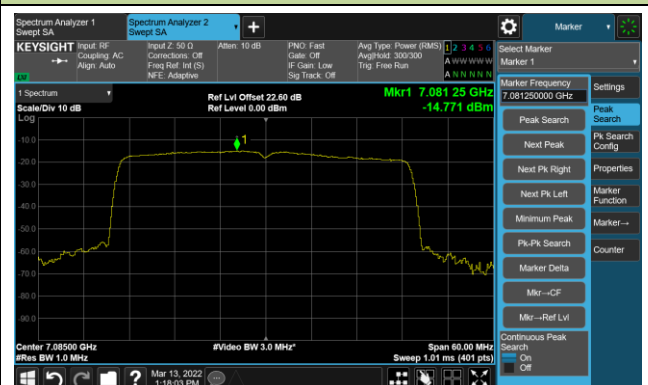 Spectrum Analyzer 1
Swept SA
Spectrum Analyzer 2
Swept SA
Marker
KEYSIGHT
Input: RF
Coupling: AC
Align: Auto
Input Z: 50 Ω
Corrections: Off
Freq Ref: Int (S)
NFE: Adaptive
Atten: 10 dB
PNO: Fast
Gate: Off
IF Gain: Low
Sig Track: Off
Avg Type: Power (RMS)
Avg|Hold: 300/300
Trig: Free Run
1 2 3 4 5 6
A W W W W W
A N N N N N
LXI
Select Marker
Marker 1
1 Spectrum
Scale/Div 10 dB
Log
Ref Lvl Offset 22.60 dB
Ref Level 0.00 dBm
Mkr1 7.081 25 GHz
-14.771 dBm
1
-10.0
-20.0
-30.0
-40.0
-50.0
-60.0
-70.0
-80.0
-90.0
Center 7.08500 GHz
#Res BW 1.0 MHz
#Video BW 3.0 MHz*
Span 60.00 MHz
Sweep 1.01 ms (401 pts)
Marker Frequency
7.081250000 GHz
Peak Search
Next Peak
Next Pk Right
Next Pk Left
Minimum Peak
Pk-Pk Search
Marker Delta
Mkr→CF
Mkr→Ref Lvl
Continuous Peak
Search
On
Off
Settings
Peak
Search
Pk Search
Config
Properties
Marker
Function
Marker→
Counter
?
Mar 13, 2022
1:18:03 PM